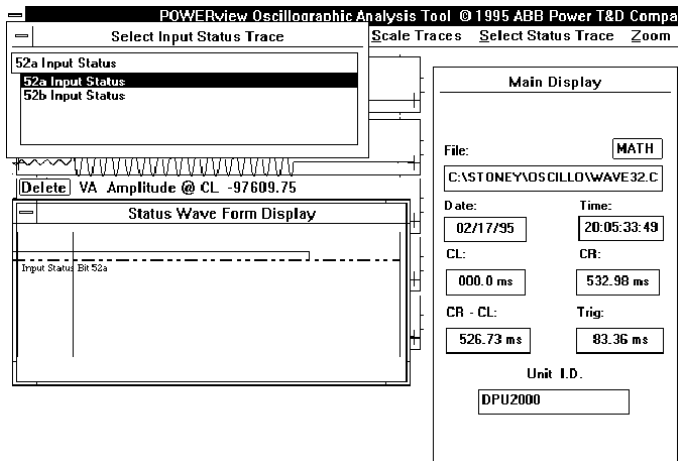 POWERview Oscillographic Analysis Tool © 1995 ABB Power T&D Compa
Select Input Status Trace
Scale Traces Select Status Trace Zoom
52a Input Status
52a Input Status
52b Input Status
Delete VA Amplitude @ CL -97609.75
Status Wave Form Display
Input Status Bit 52a
Main Display
File: MATH
C:\STONEY\OSCILLO\WAVE32.C
Date: Time:
02/17/95 20:05:33:49
CL: CR:
000.0 ms 532.98 ms
CR - CL: Trig:
526.73 ms 83.36 ms
Unit I.D.
DPU2000